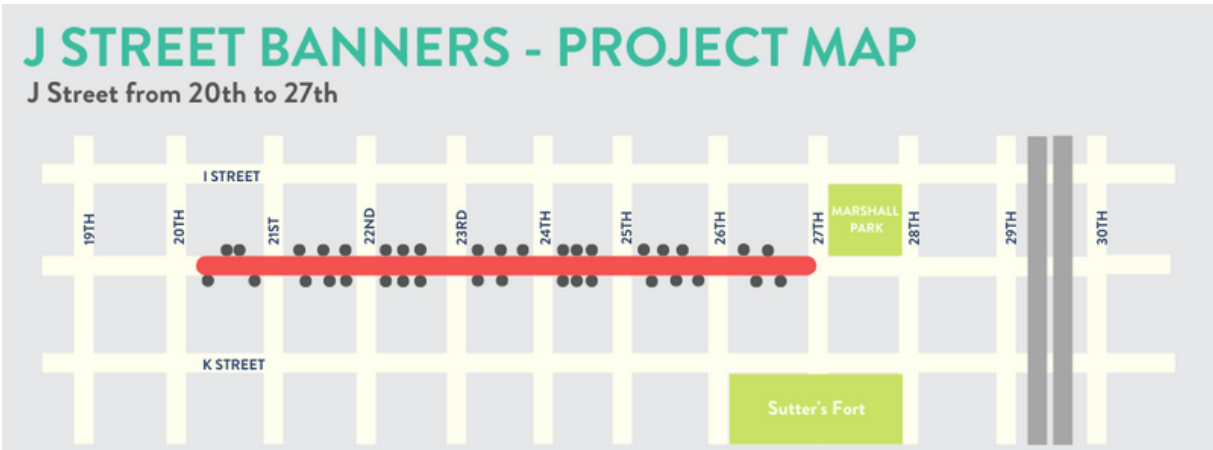 J STREET BANNERS - PROJECT MAP
J Street from 20th to 27th
I STREET
19TH
20TH
21ST
22ND
23RD
24TH
25TH
26TH
27TH
MARSHALL
PARK
28TH
29TH
30TH
K STREET
Sutter's Fort